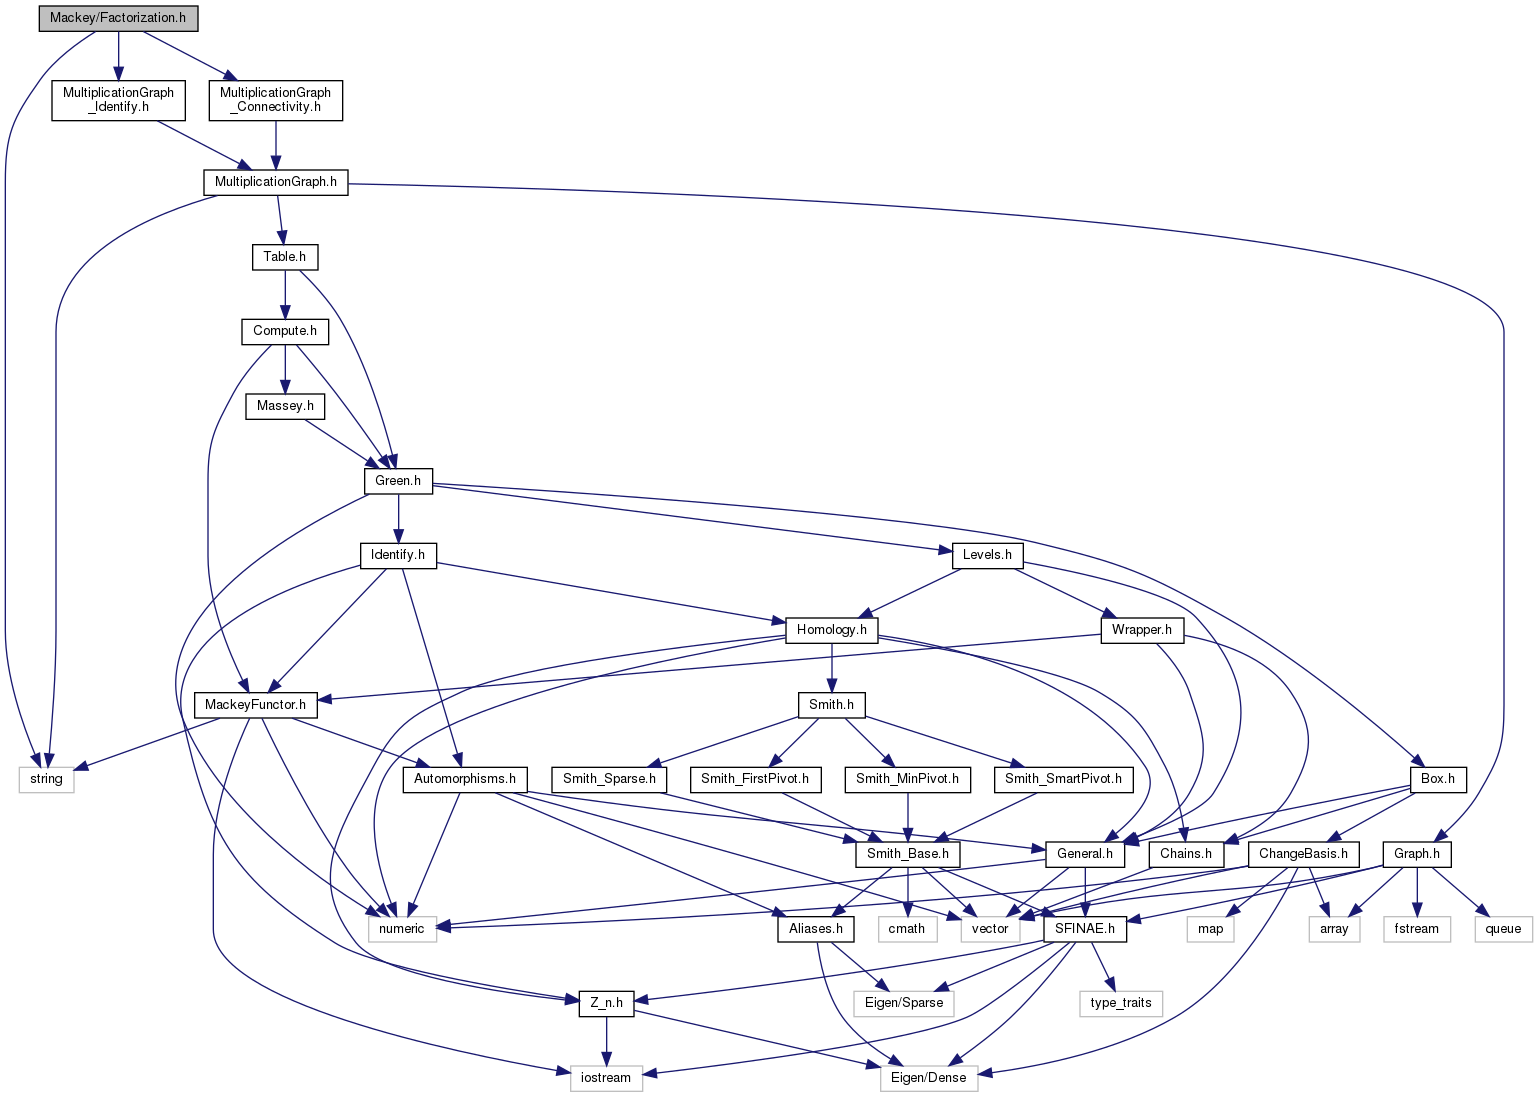 Mackey/Factorization.h
MultiplicationGraph
_Identify.h
MultiplicationGraph
_Connectivity.h
MultiplicationGraph.h
Table.h
Compute.h
Massey.h
Green.h
Identify.h
Levels.h
Homology.h
Wrapper.h
MackeyFunctor.h
Smith.h
string
Automorphisms.h
Smith_Sparse.h
Smith_FirstPivot.h
Smith_MinPivot.h
Smith_SmartPivot.h
Box.h
Smith_Base.h
General.h
Chains.h
ChangeBasis.h
Graph.h
numeric
Aliases.h
cmath
vector
SFINAE.h
map
array
fstream
queue
Z_n.h
Eigen/Sparse
type_traits
iostream
Eigen/Dense